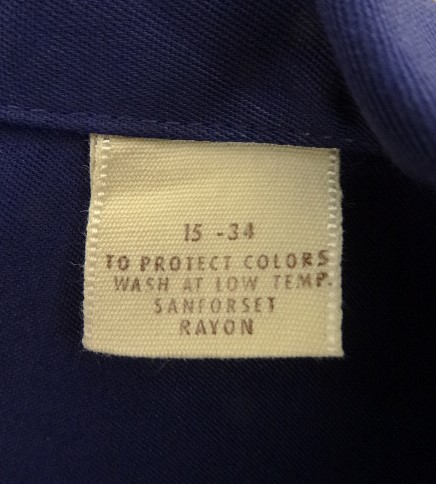 15 -34
TO PROTECT COLORS
WASH AT LOW TEMP.
SANFORSET
RAYON